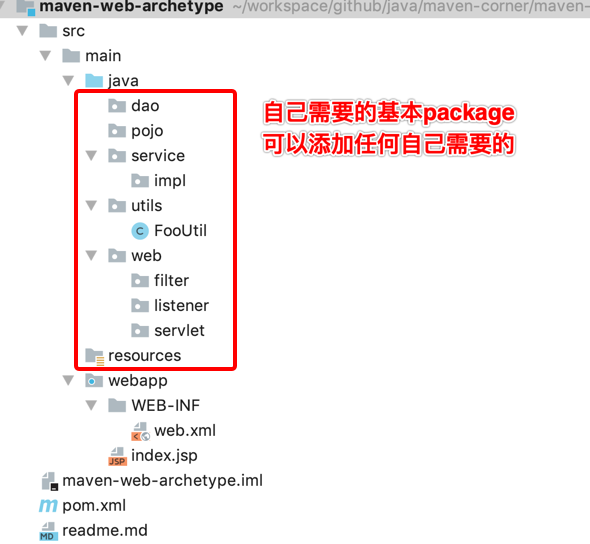 maven-web-archetype ~/workspace/github/java/maven-corner/maven-
src
main
java
dao
自己需要的基本package
pojo
可以添加任何自己需要的
service
impl
utils
C FooUtil
web
filter
listener
servlet
resources
webapp
WEB-INF
web.xml
JSP index.jsp
maven-web-archetype.iml
m pom.xml
MD readme.md